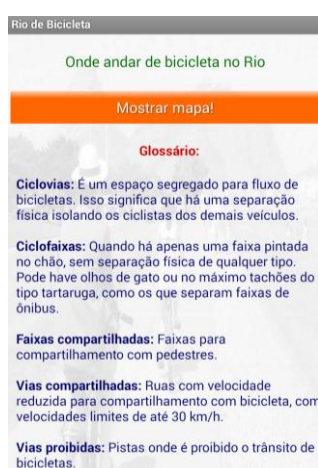 Rio de Bicicleta
Onde andar de bicicleta no Rio
Mostrar mapa!
Glossário:
Ciclovias: É um espaço segregado para fluxo de
bicicletas. Isso significa que há uma separação
física isolando os ciclistas dos demais veículos.
Ciclofaixas: Quando há apenas uma faixa pintada
no chão, sem separação física de qualquer tipo.
Pode have olhos de gato ou no máximo tachões do
tipo tartaruga, como os que separam faixas de
ônibus.
Faixas compartilhadas: Faixas para
compartilhamento com pedestres.
Vias compartilhadas: Ruas com velocidade
reduzida para compartilhamento com bicicleta, com
velocidades limites de até 30 km/h.
Vias proibidas: Pistas onde é proibido o trânsito de
bicicletas.